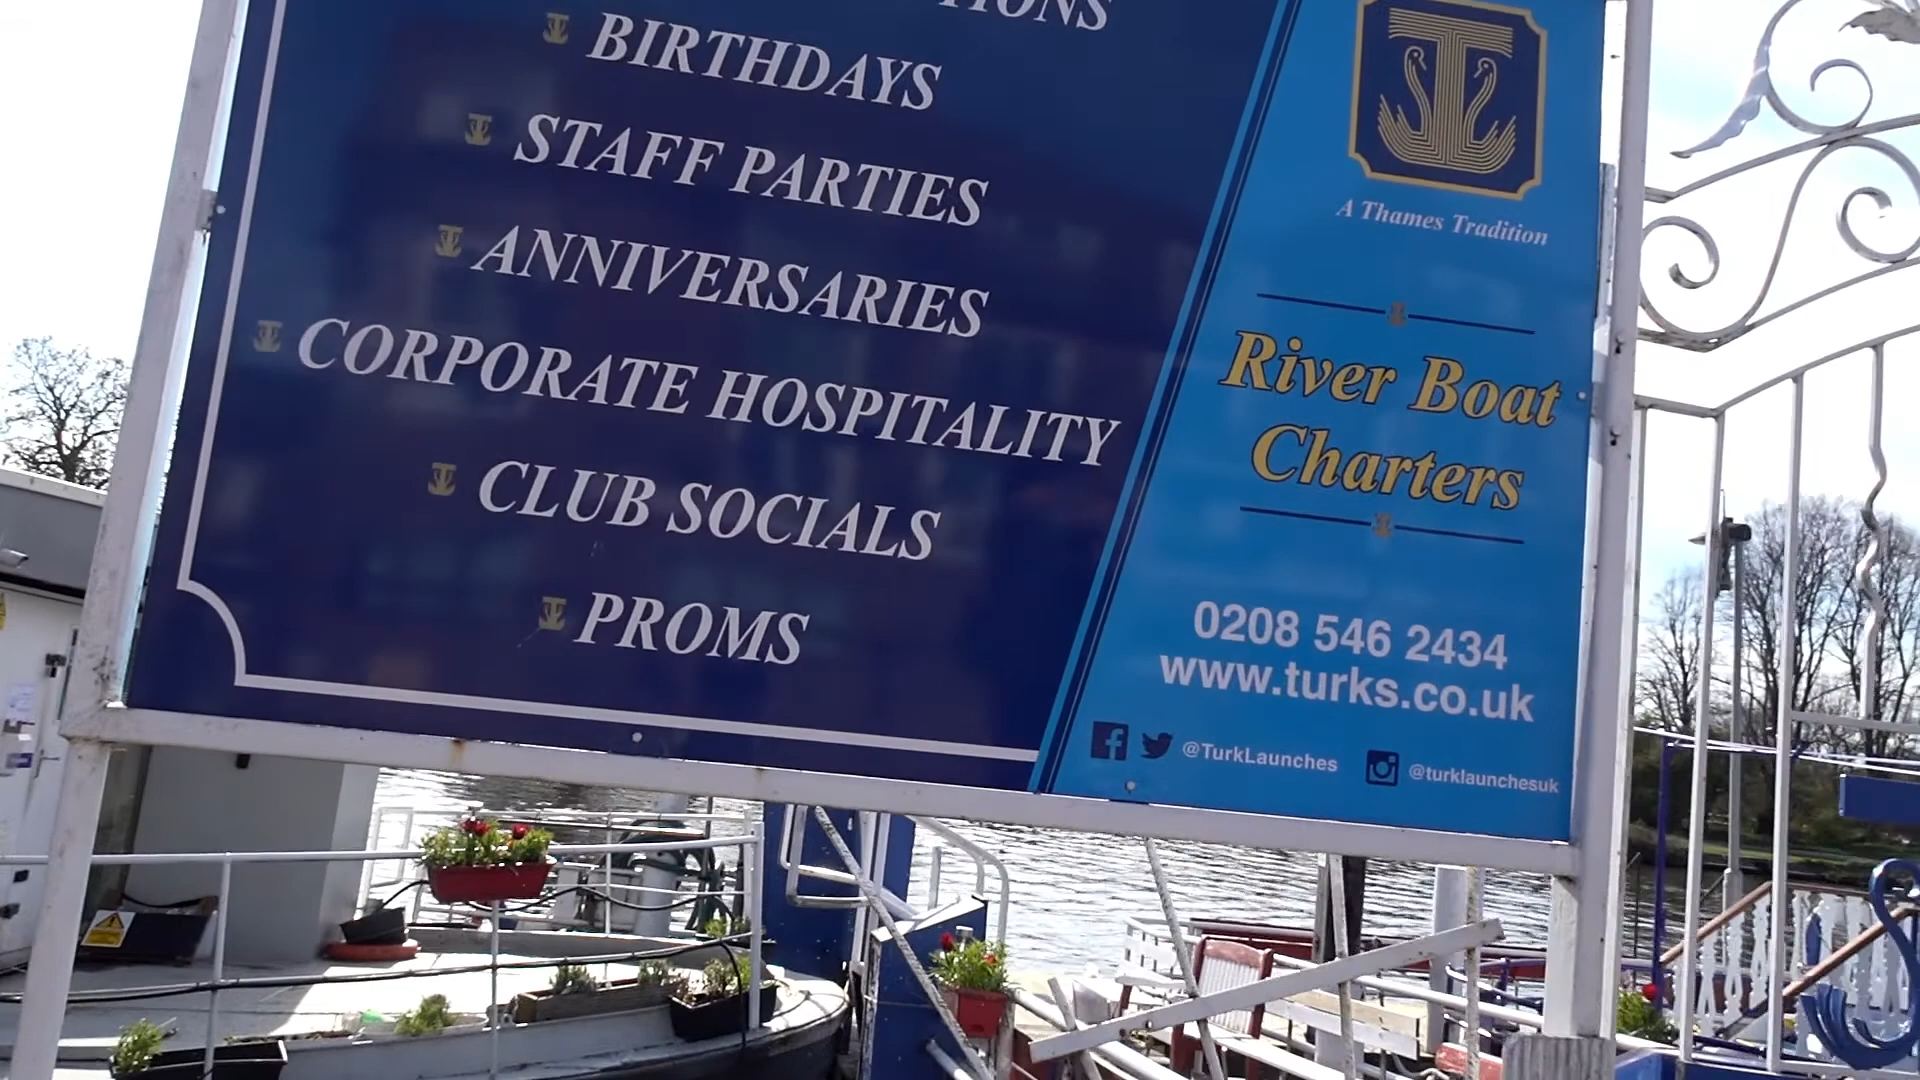 BIRTHDAYS
STAFF PARTIES
ANNIVERSARIES
CORPORATE HOSPITALITY
CLUB SOCIALS
PROMS
A Thames Tradition
River Boat
Charters
0208 546 2434
www.turks.co.uk
@TurkLaunches
@turklaunchesuk